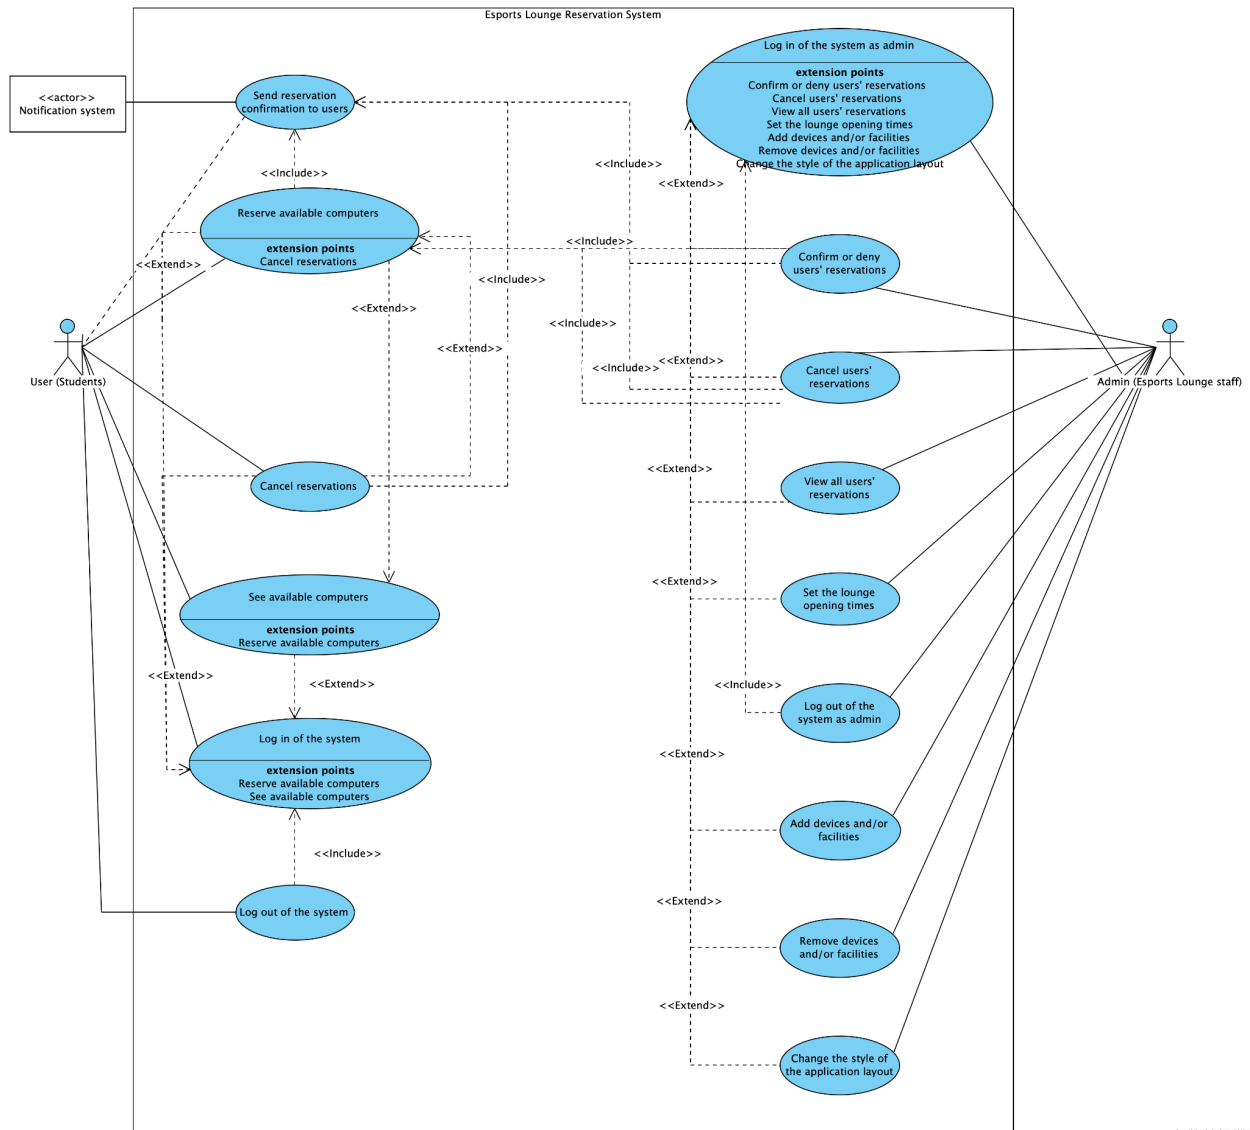 Esports Lounge Reservation System
<<actor>>
Notification system
Send reservation
confirmation to users
Log in of the system as admin
extension points
Confirm or deny users' reservations
Cancel users' reservations
View all users' reservations
Set the lounge opening times
Add devices and/or facilities
Remove devices and/or facilities
Change the style of the application layout
<<Include>>
<<Include>>
<<Extend>>
Reserve available computers
extension points
Cancel reservations
<<Include>>
<<Extend>>
Confirm or deny
users' reservations
<<Include>>
<<Extend>>
<<Include>>
<<Extend>>
<<Extend>>
<<Include>>
User (Students)
Cancel users'
reservations
Admin (Esports Lounge staff)
<<Extend>>
Cancel reservations
View all users'
reservations
<<Extend>>
See available computers
extension points
Reserve available computers
Set the lounge
opening times
<<Extend>>
<<Extend>>
<<Include>>
Log out of the
system as admin
Log in of the system
extension points
Reserve available computers
See available computers
<<Extend>>
Add devices and/or
facilities
<<Include>>
<<Extend>>
Log out of the system
Remove devices
and/or facilities
<<Extend>>
Change the style of
the application layout